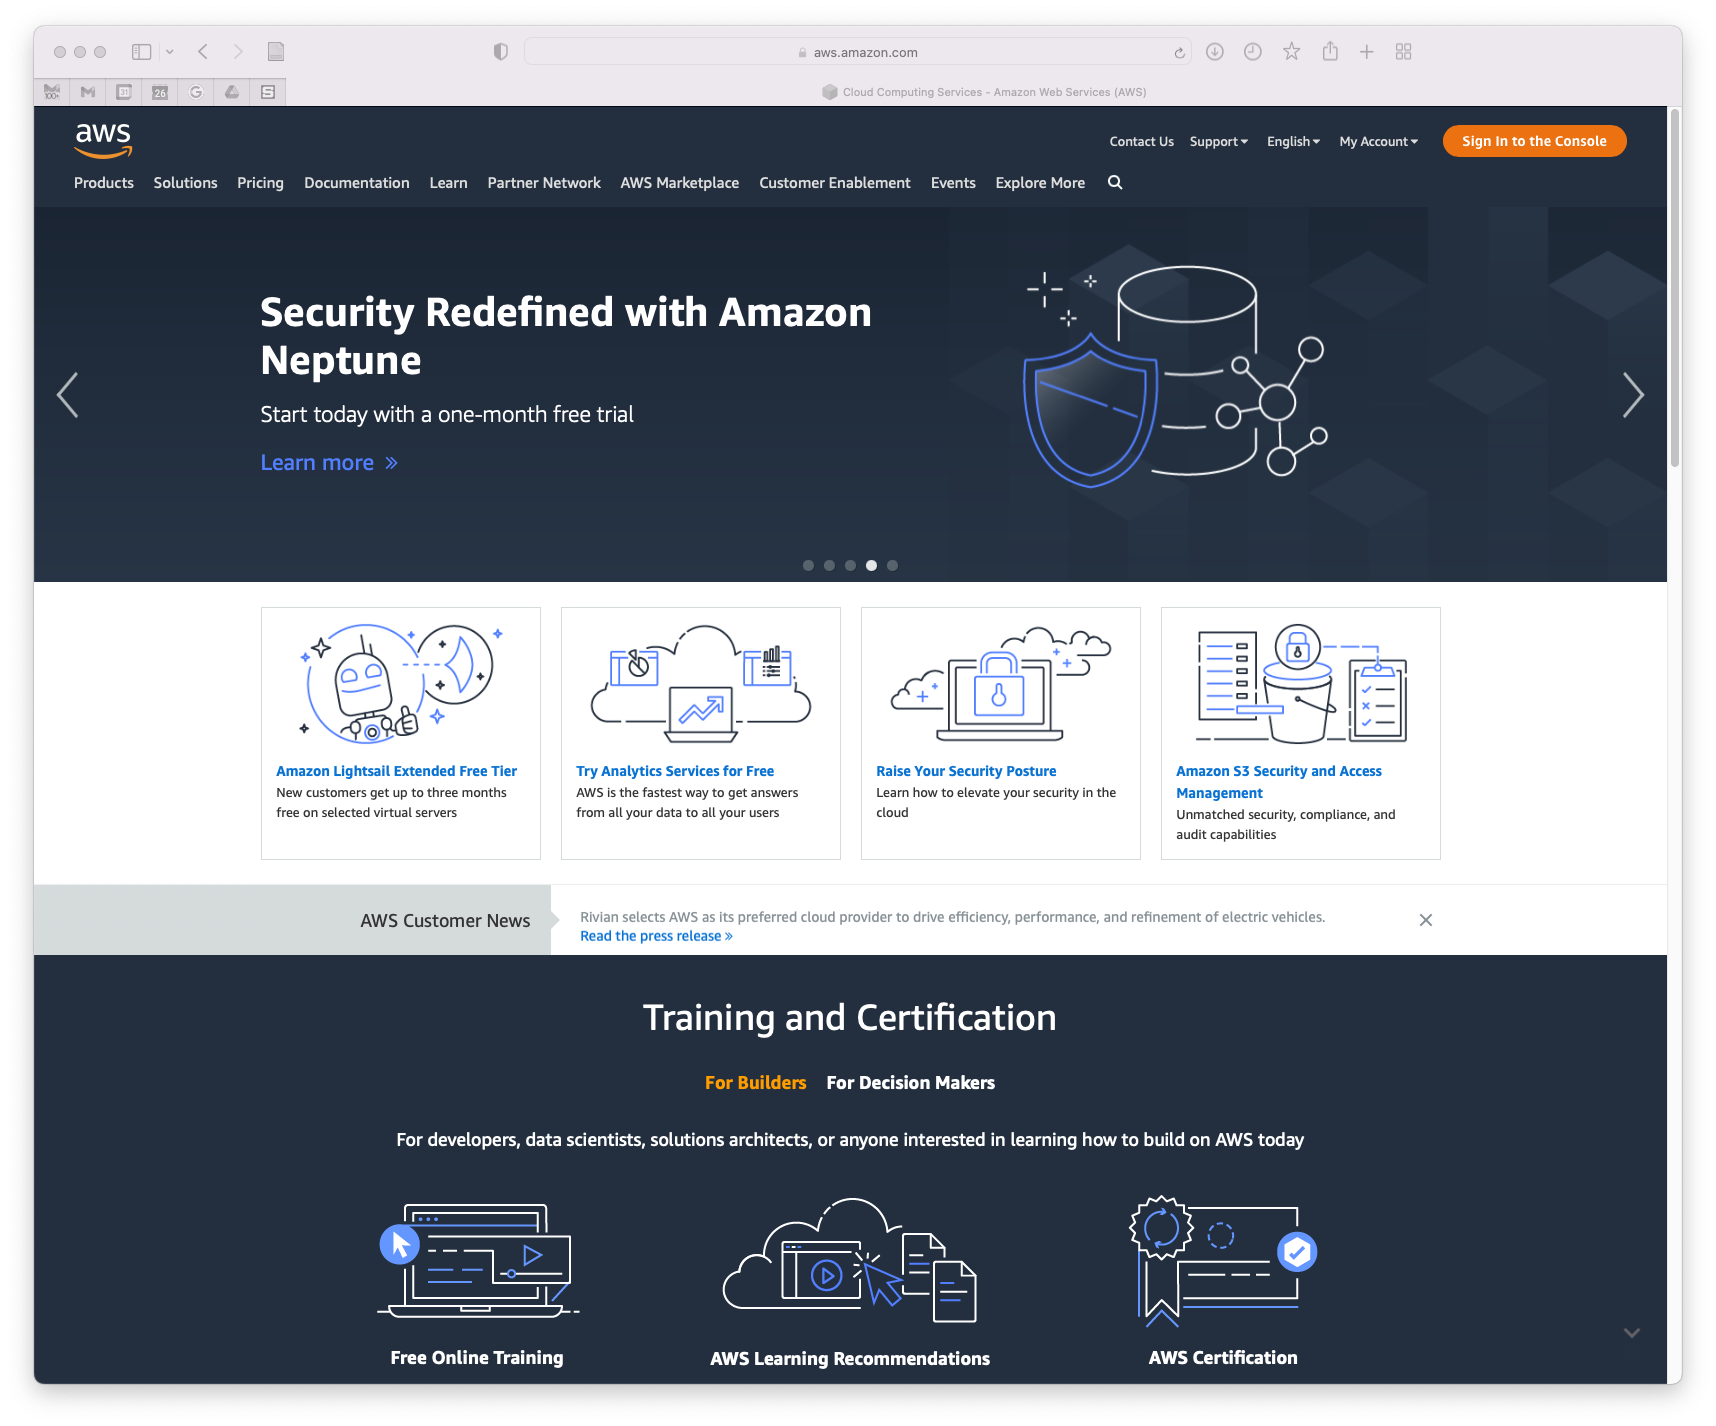 aws.amazon.com
100+
31
26
Cloud Computing Services - Amazon Web Services (AWS)
aws
Contact Us
Support
English
My Account
Sign In to the Console
Products
Solutions
Pricing
Documentation
Learn
Partner Network
AWS Marketplace
Customer Enablement
Events
Explore More
Security Redefined with Amazon
Neptune
Start today with a one-month free trial
Learn more »
Amazon Lightsail Extended Free Tier
New customers get up to three months
free on selected virtual servers
Try Analytics Services for Free
AWS is the fastest way to get answers
from all your data to all your users
Raise Your Security Posture
Learn how to elevate your security in the
cloud
Amazon S3 Security and Access
Management
Unmatched security, compliance, and
audit capabilities
AWS Customer News
Rivian selects AWS as its preferred cloud provider to drive efficiency, performance, and refinement of electric vehicles.
Read the press release »
Training and Certification
For Builders
For Decision Makers
For developers, data scientists, solutions architects, or anyone interested in learning how to build on AWS today
Free Online Training
AWS Learning Recommendations
AWS Certification